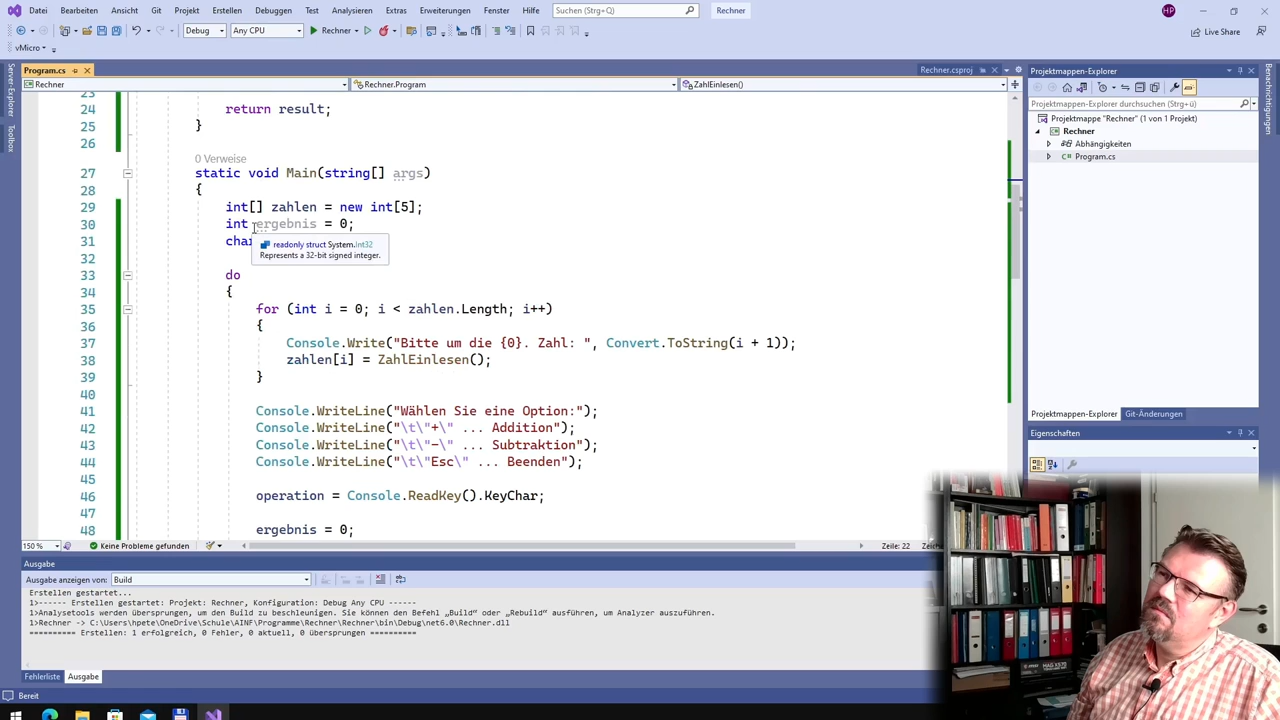 Datei Bearbeiten Ansicht Git Projekt Erstellen Debuggen Test Analysieren Extras Erweiterungen Fenster Hilfe Suchen (Strg+Q) Rechner HP
Debug Any CPU Rechner Live Share
vMicro
Server-Explorer
Toolbox
Program.cs
Rechner.csproj
Rechner
Rechner.Program
ZahlEinlesen()
23
24 return result;
25 }
26
0 Verweise
27 static void Main(string[] args)
28 {
29 int[] zahlen = new int[5];
30 int ergebnis = 0;
31 char
readonly struct System.Int32
Represents a 32-bit signed integer.
32
33 do
34 {
35 for (int i = 0; i < zahlen.Length; i++)
36 {
37 Console.Write("Bitte um die {0}. Zahl: ", Convert.ToString(i + 1));
38 zahlen[i] = ZahlEinlesen();
39 }
40
41 Console.WriteLine("Wählen Sie eine Option:");
42 Console.WriteLine("\t\"+\" ... Addition");
43 Console.WriteLine("\t\"-\" ... Subtraktion");
44 Console.WriteLine("\t\"Esc\" ... Beenden");
45
46 operation = Console.ReadKey().KeyChar;
47
48 ergebnis = 0;
150 % Keine Probleme gefunden Zeile: 22
Ausgabe
Ausgabe anzeigen von: Build
Erstellen gestartet...
1>------ Erstellen gestartet: Projekt: Rechner, Konfiguration: Debug Any CPU ------
1>Analysetools werden übersprungen, um den Build zu beschleunigen. Sie können den Befehl „Build“ oder „Rebuild“ ausführen, um Analyzer auszuführen.
1>Rechner -> C:\Users\hpete\OneDrive\Schule\AINF\Programme\Rechner\Rechner\bin\Debug\net6.0\Rechner.dll
========== Erstellen: 1 erfolgreich, 0 Fehler, 0 aktuell, 0 übersprungen ==========
Fehlerliste Ausgabe
Bereit
Projektmappen-Explorer
Projektmappen-Explorer durchsuchen (Strg+ü)
Projektmappe "Rechner" (1 von 1 Projekt)
Rechner
Abhängigkeiten
C# Program.cs
Projektmappen-Explorer Git-Änderungen
Eigenschaften
Benachrichtigungen
MAG X570